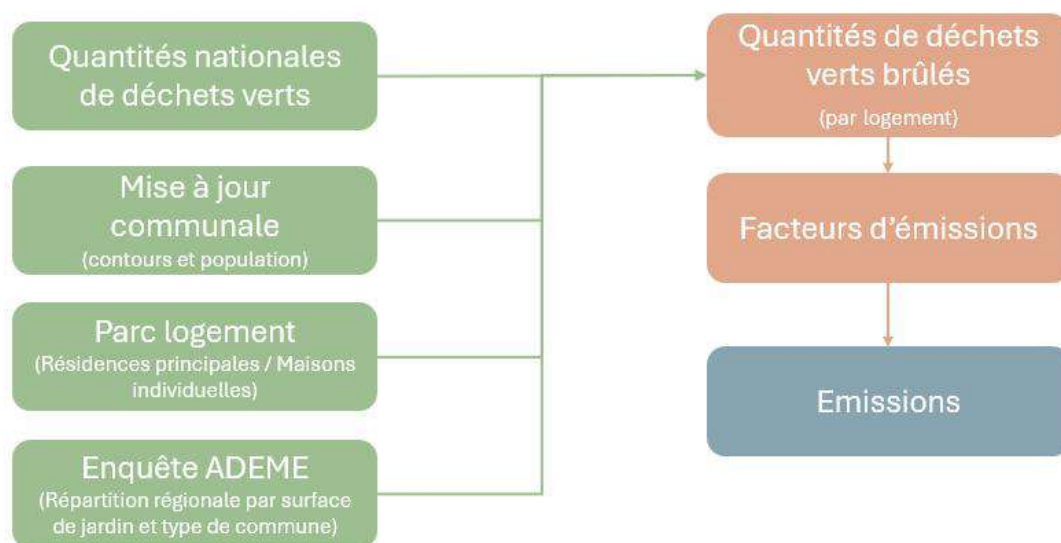 Quantités nationales
de déchets verts
Mise à jour
communale
(contours et population)
Parc logement
(Résidences principales / Maisons
individuelles)
Enquête ADEME
(Répartition régionale par surface
de jardin et type de commune)
Quantités de déchets
verts brûlés
(par logement)
Facteurs d'émissions
Emissions